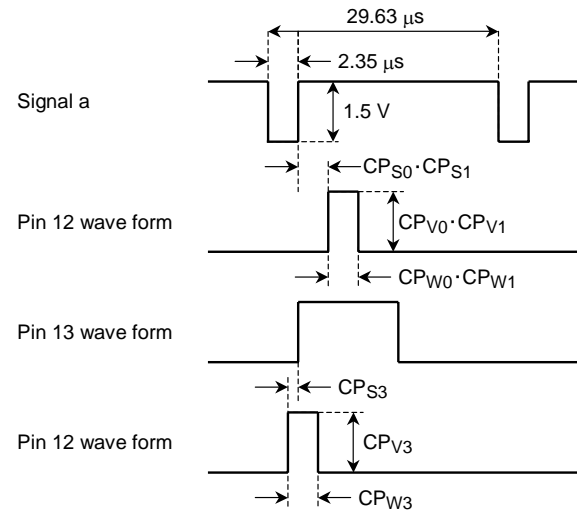 29.63 μs
2.35 μs
Signal a
1.5 V
CPS0·CPS1
Pin 12 wave form
CPV0·CPV1
CPW0·CPW1
Pin 13 wave form
CPS3
Pin 12 wave form
CPV3
CPW3